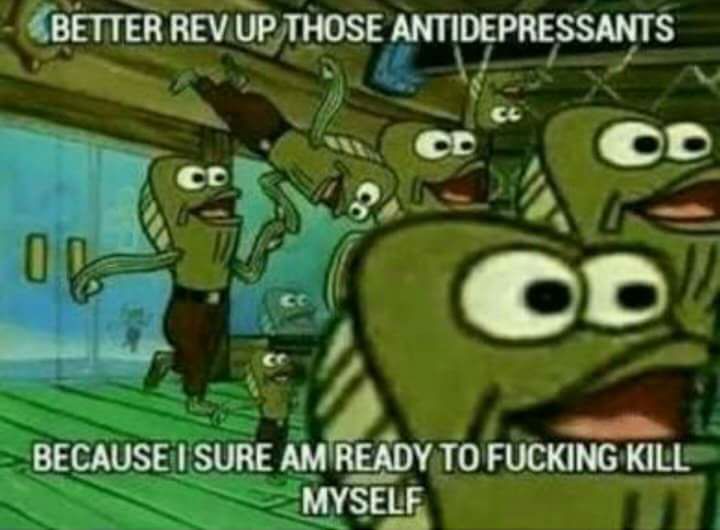 BETTER REV UP THOSE ANTIDEPRESSANTS
BECAUSE I SURE AM READY TO FUCKING KILL
MYSELF